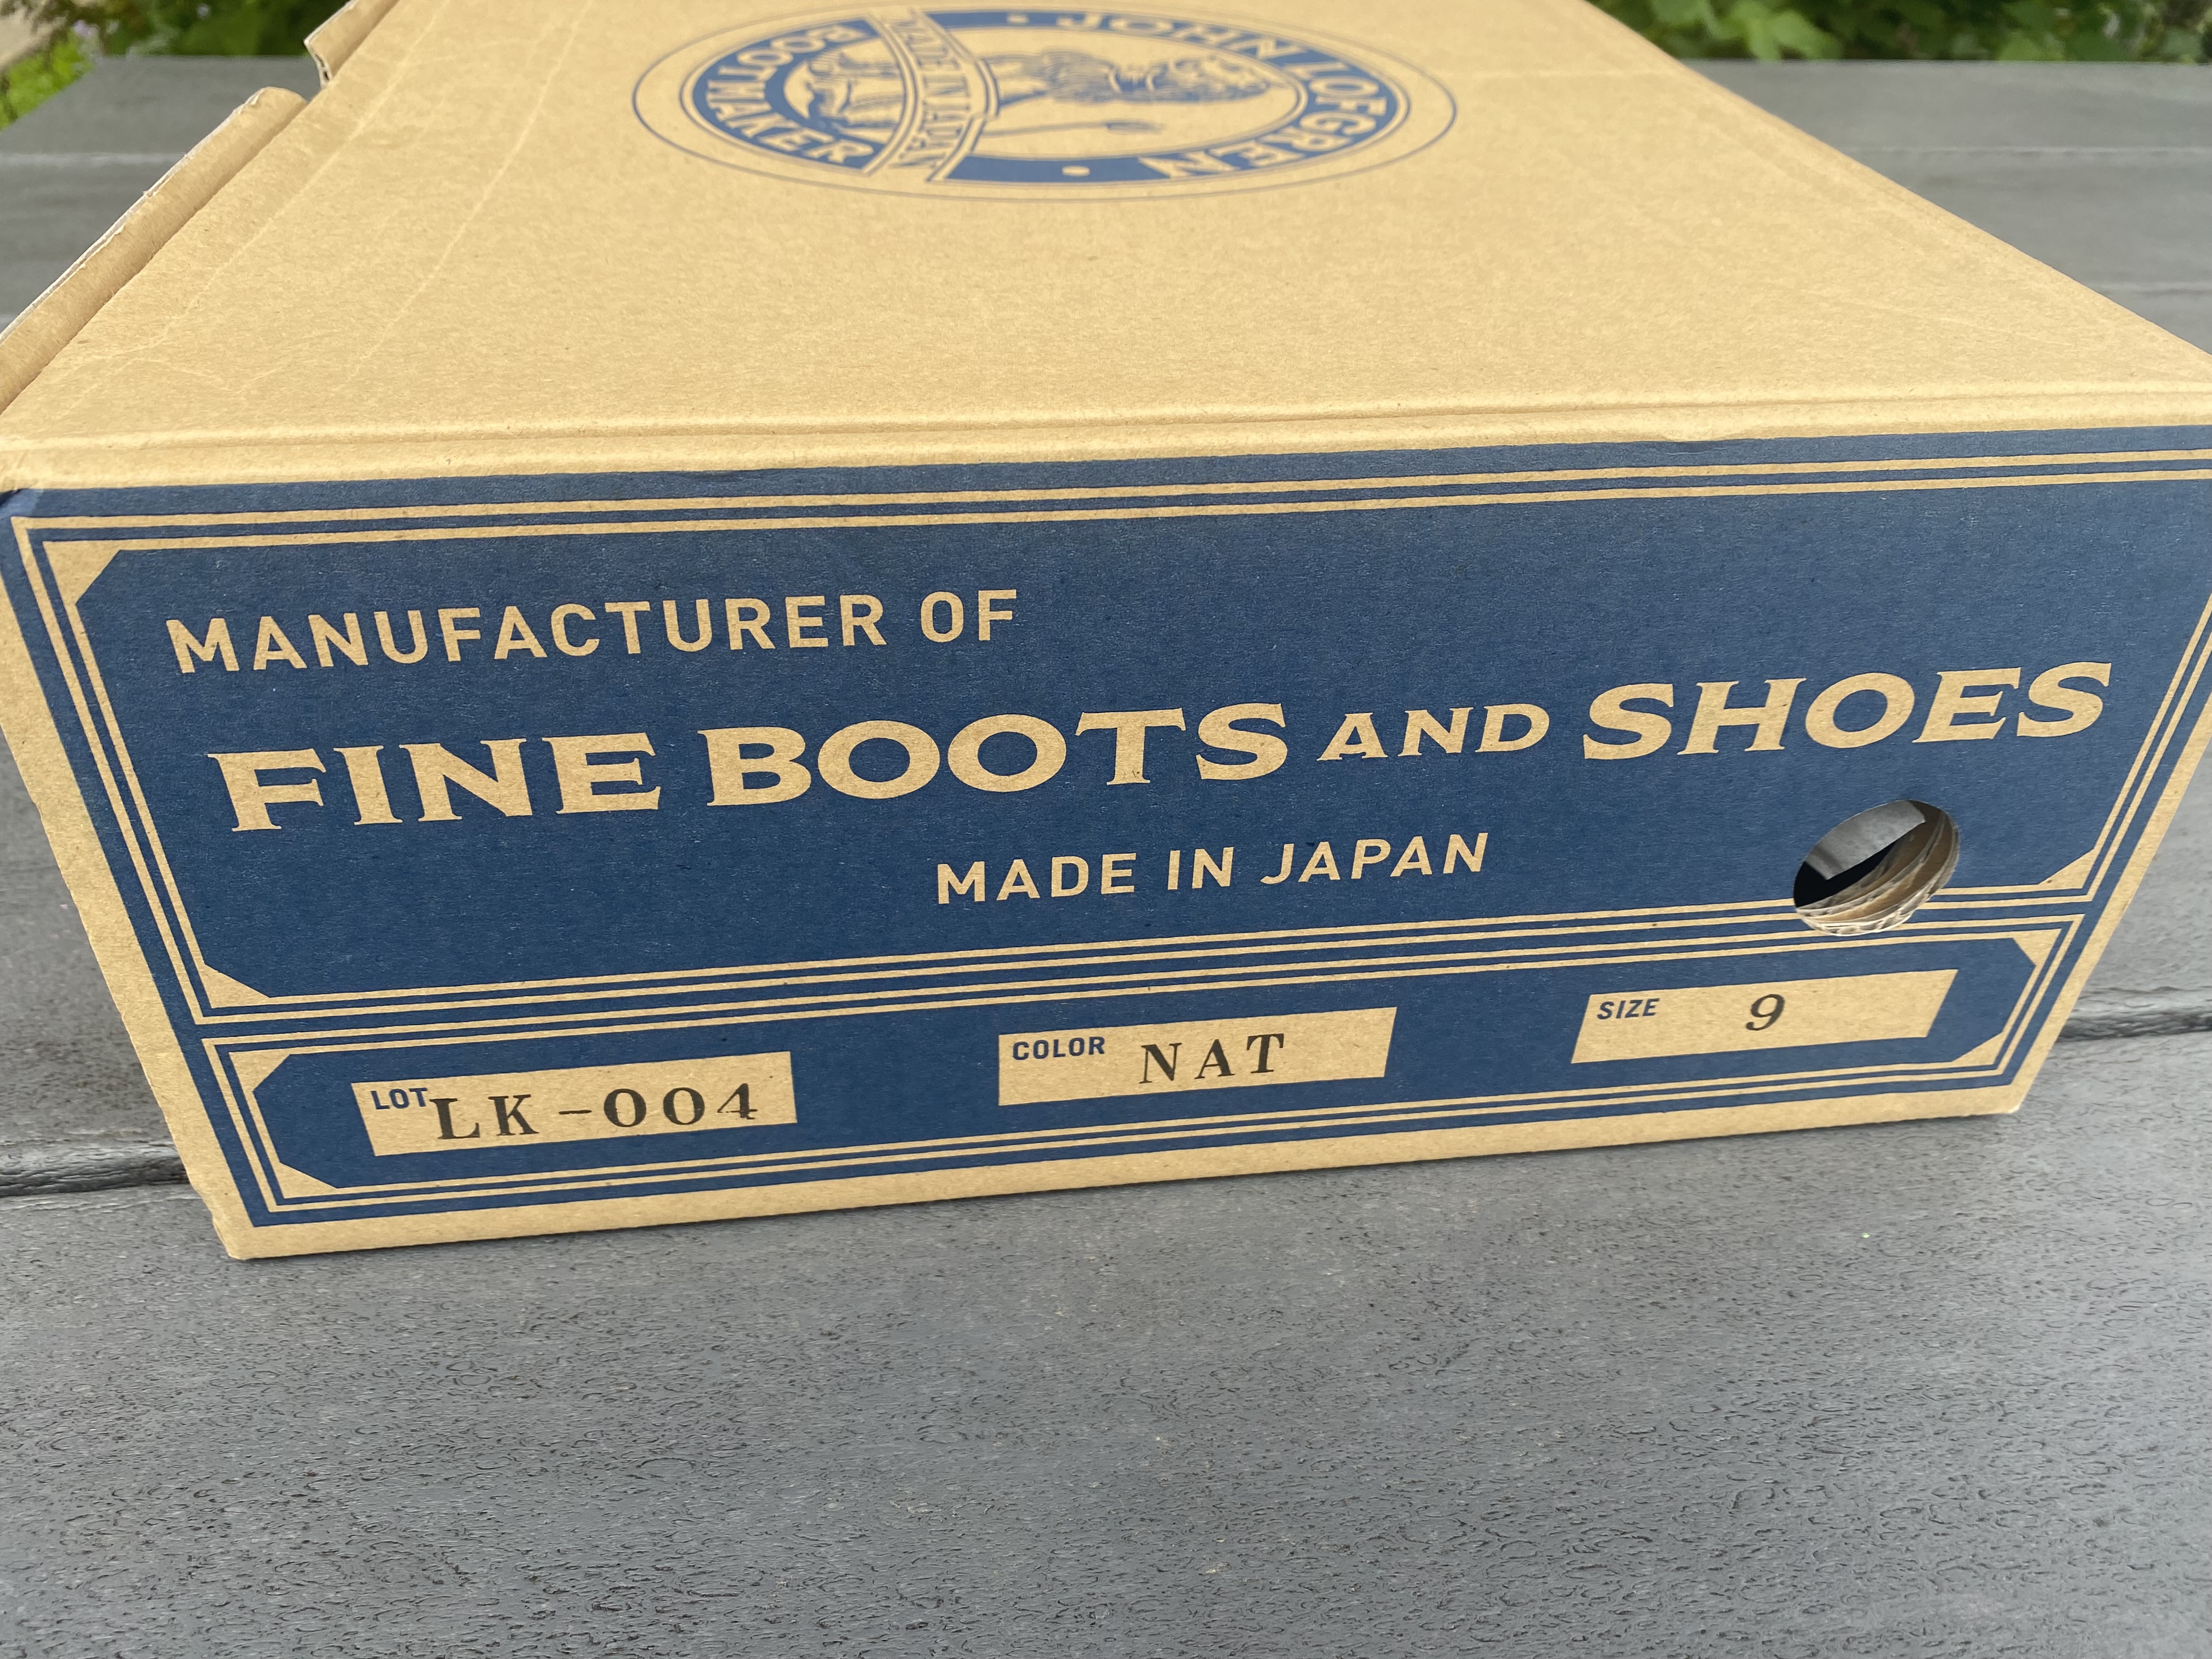 JOHN LOFGREN
BOOTMAKER
MADE IN JAPAN
MANUFACTURER OF
FINE BOOTS AND SHOES
MADE IN JAPAN
LOT LK-004
COLOR NAT
SIZE 9